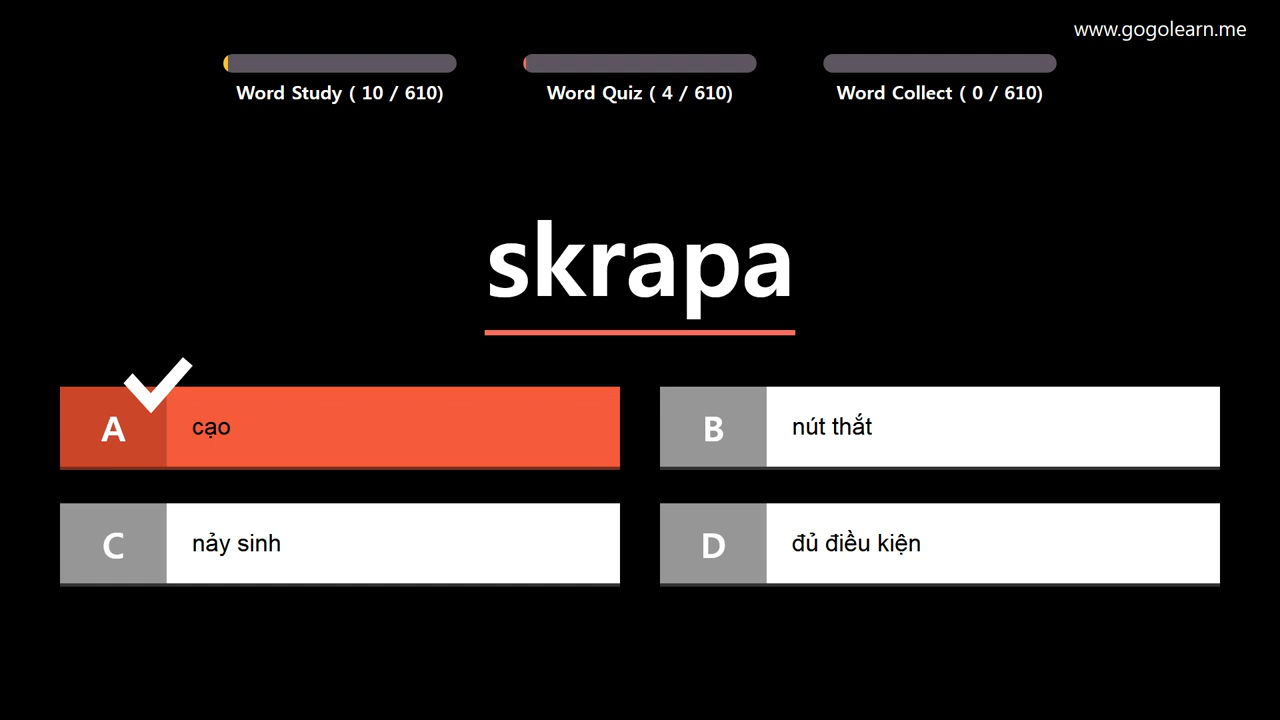 www.gogolearn.me
Word Study ( 10 / 610)
Word Quiz ( 4 / 610)
Word Collect ( 0 / 610)
skrapa
A cạo
B nút thắt
C nảy sinh
D đủ điều kiện